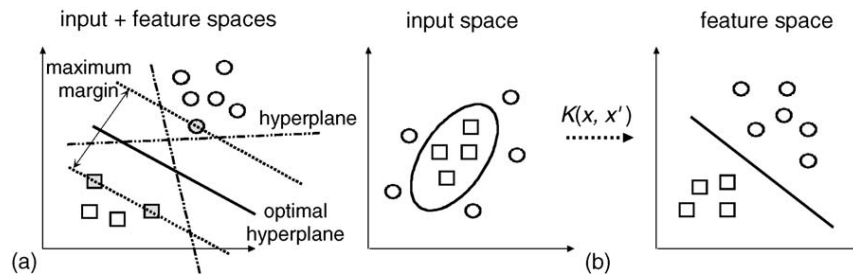 input + feature spaces
input space
feature space
maximum
margin
hyperplane
K(x, x′)
optimal
hyperplane
(a)
(b)